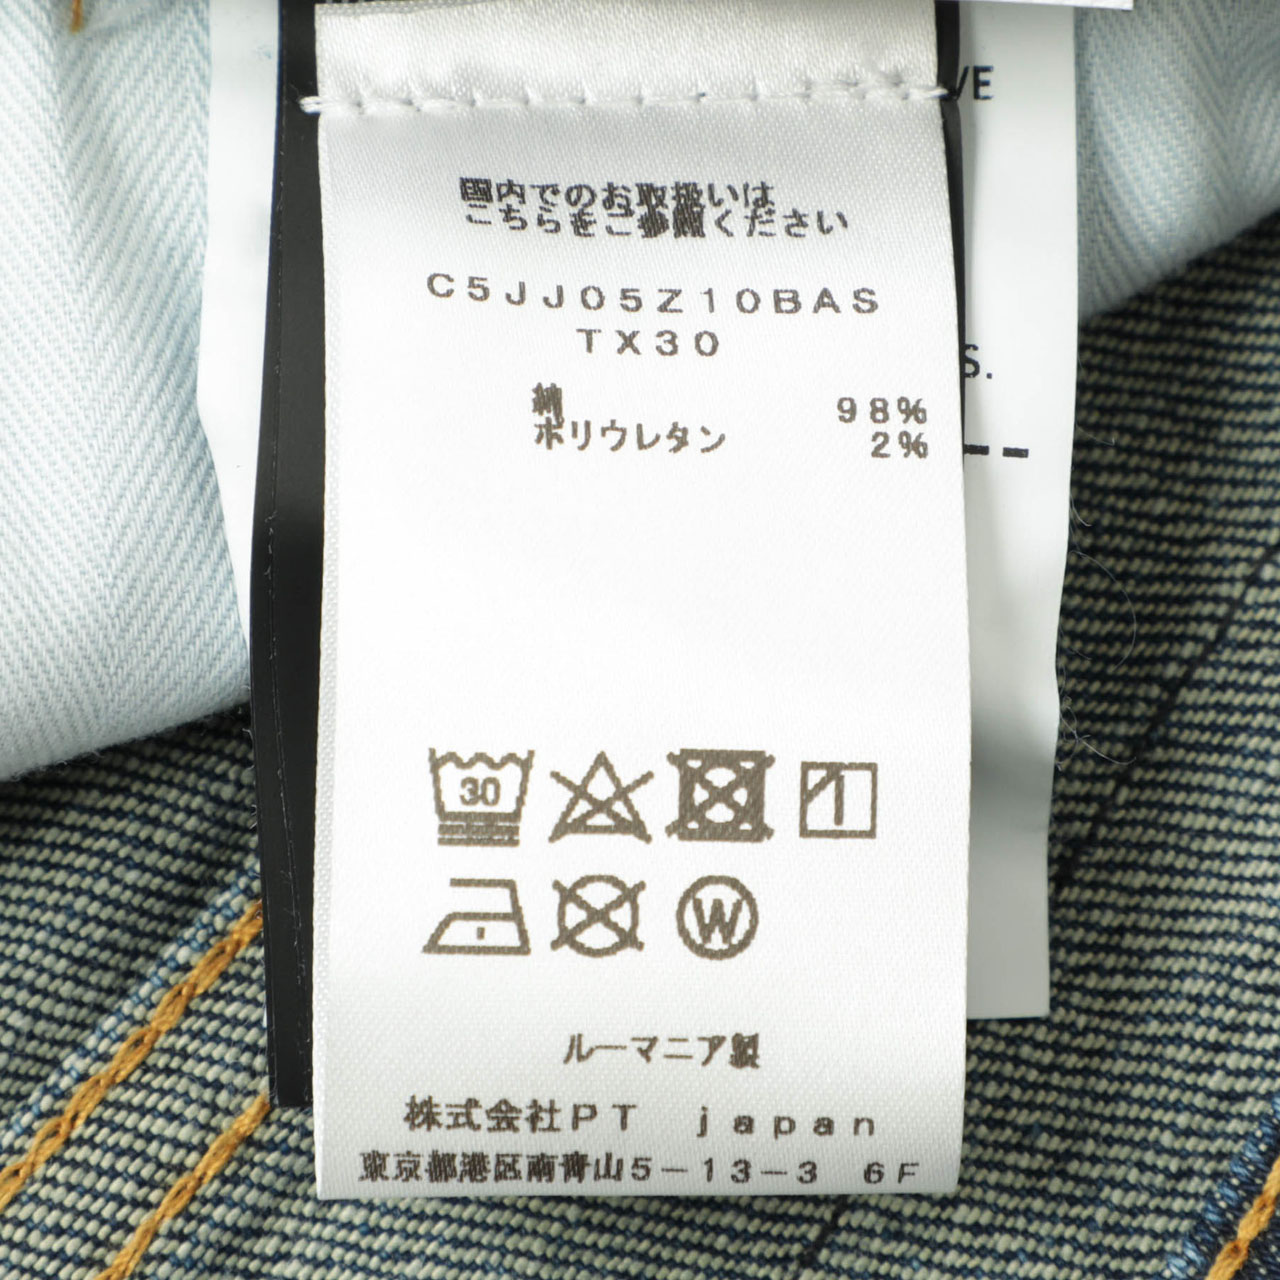 VE
国内でのお取扱いは
こちらをご参照ください
C5JJ05Z10BAS
TX30
S.
綿 98%
ポリウレタン 2%
30
W
ルーマニア製
株式会社PT japan
東京都港区南青山5-13-3 6F